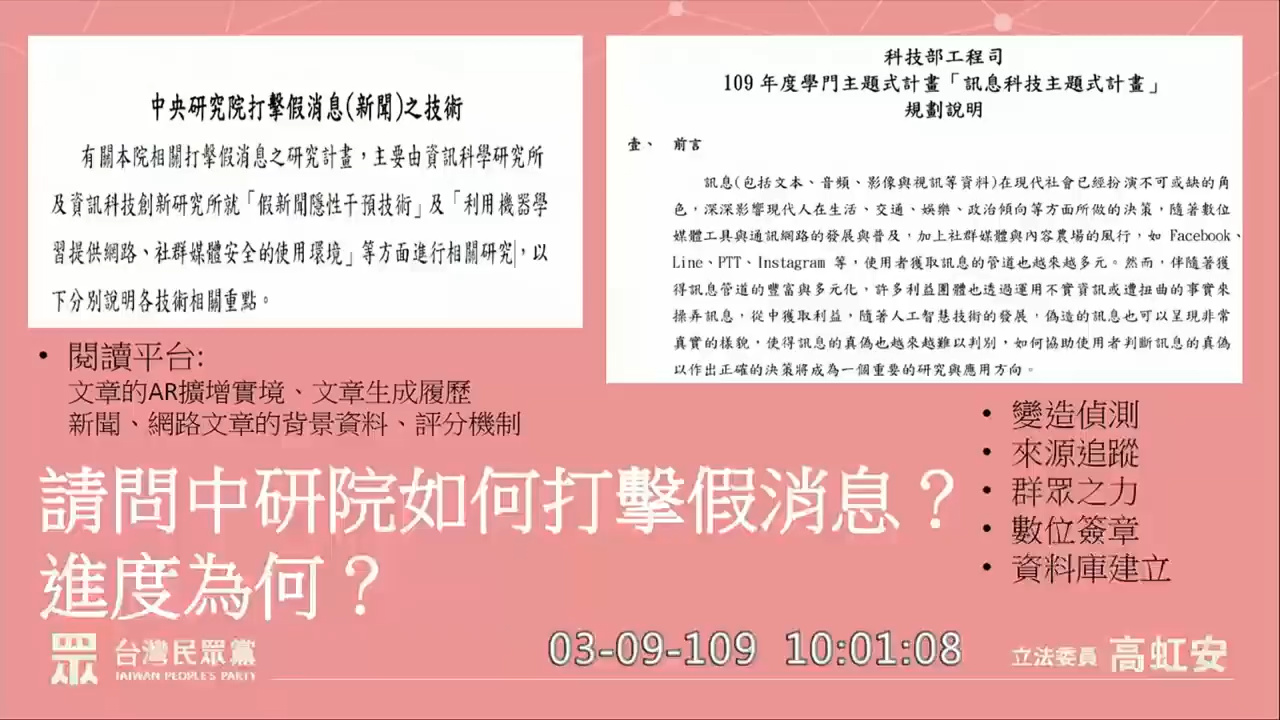 中央研究院打擊假消息(新聞)之技術
有關本院相關打擊假消息之研究計畫，主要由資訊科學研究所
及資訊科技創新研究所就「假新聞隱性干預技術」及「利用機器學
習提供網路、社群媒體安全的使用環境」等方面進行相關研究，以
下分別說明各技術相關重點。
科技部工程司
109 年度學門主題式計畫「訊息科技主題式計畫」
規劃說明
壹、 前言
訊息(包括文本、音頻、影像與視訊等資料)在現代社會已經扮演不可或缺的角
色，深深影響現代人在生活、交通、娛樂、政治傾向等方面所做的決策，隨著數位
媒體工具與通訊網路的發展與普及，加上社群媒體與內容農場的風行，如 Facebook、
Line、PTT、Instagram 等，使用者獲取訊息的管道也越來越多元。然而，伴隨著獲
得訊息管道的豐富與多元化，許多利益團體也透過運用不實資訊或遭扭曲的事實來
操弄訊息，從中獲取利益，隨著人工智慧技術的發展，偽造的訊息也可以呈現非常
真實的樣貌，使得訊息的真偽也越來越難以判別，如何協助使用者判斷訊息的真偽
以作出正確的決策將成為一個重要的研究與應用方向。
• 閱讀平台:
文章的AR擴增實境、文章生成履歷
新聞、網路文章的背景資料、評分機制
• 變造偵測
• 來源追蹤
• 群眾之力
• 數位簽章
• 資料庫建立
請問中研院如何打擊假消息？
進度為何？
眾 台灣民眾黨
TAIWAN PEOPLE'S PARTY
03-09-109 10:01:08
立法委員 高虹安